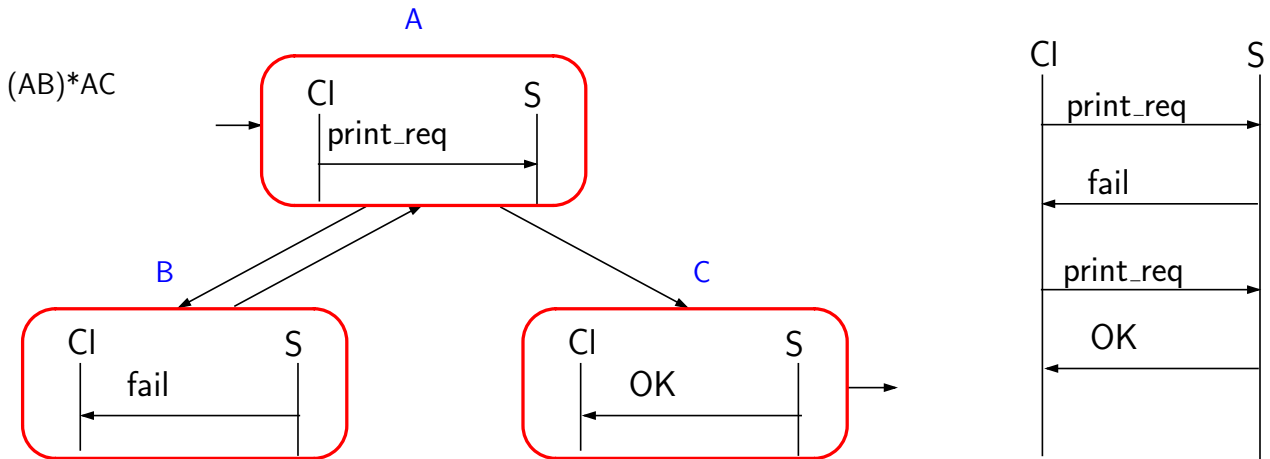 A
(AB)*AC
Cl S
print_req
B
C
Cl S
fail
Cl S
OK
Cl S
print_req
fail
print_req
OK